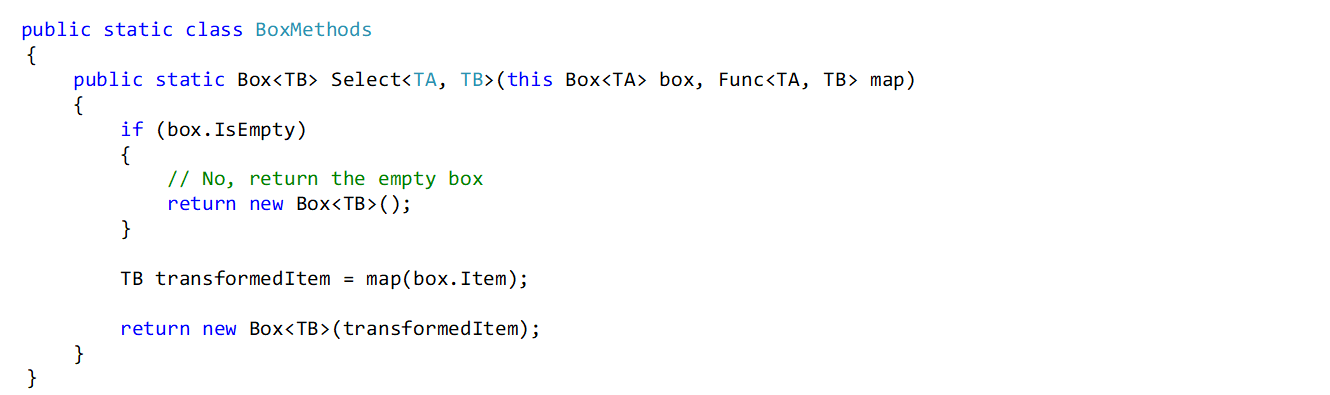 public static class BoxMethods
{
    public static Box<TB> Select<TA, TB>(this Box<TA> box, Func<TA, TB> map)
    {
        if (box.IsEmpty)
        {
            // No, return the empty box
            return new Box<TB>();
        }

        TB transformedItem = map(box.Item);

        return new Box<TB>(transformedItem);
    }
}